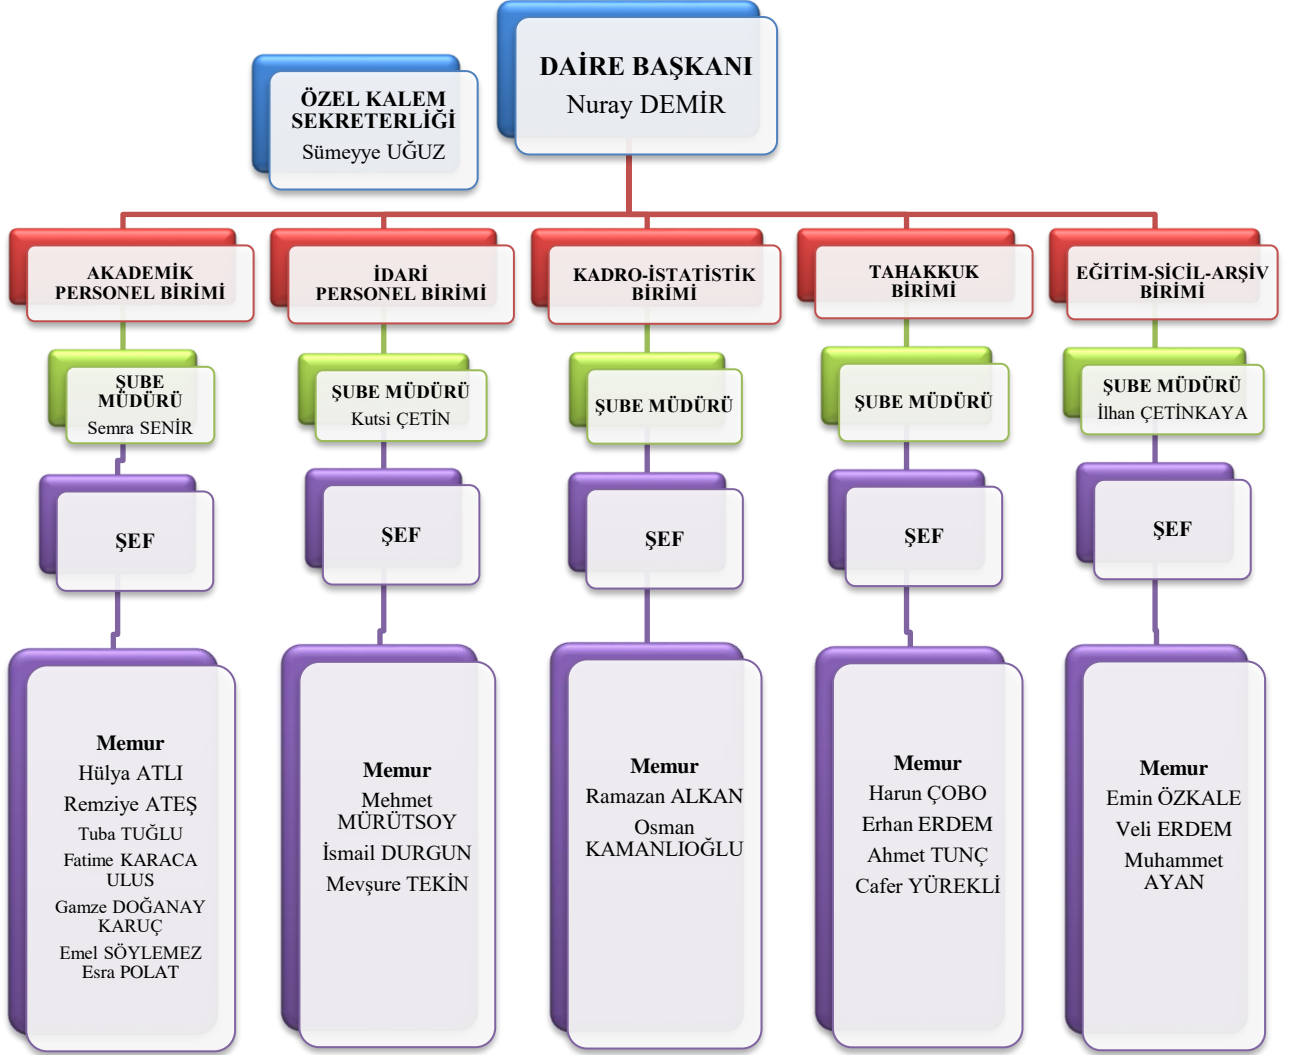 DAİRE BAŞKANI
Nuray DEMİR
ÖZEL KALEM
SEKRETERLİĞİ
Sümeyye UĞUZ
AKADEMİK
PERSONEL BİRİMİ
ŞUBE
MÜDÜRÜ
Semra SENİR
ŞEF
Memur
Hülya ATLI
Remziye ATEŞ
Tuba TUĞLU
Fatime KARACA
ULUS
Gamze DOĞANAY
KARUÇ
Emel SÖYLEMEZ
Esra POLAT
İDARİ
PERSONEL BİRİMİ
ŞUBE MÜDÜRÜ
Kutsi ÇETİN
ŞEF
Memur
Mehmet
MÜRÜTSOY
İsmail DURGUN
Mevşure TEKİN
KADRO-İSTATİSTİK
BİRİMİ
ŞUBE MÜDÜRÜ
ŞEF
Memur
Ramazan ALKAN
Osman
KAMANLIOĞLU
TAHAKKUK
BİRİMİ
ŞUBE MÜDÜRÜ
ŞEF
Memur
Harun ÇOBO
Erhan ERDEM
Ahmet TUNÇ
Cafer YÜREKLİ
EĞİTİM-SİCİL-ARŞİV
BİRİMİ
ŞUBE MÜDÜRÜ
İlhan ÇETİNKAYA
ŞEF
Memur
Emin ÖZKALE
Veli ERDEM
Muhammet
AYAN